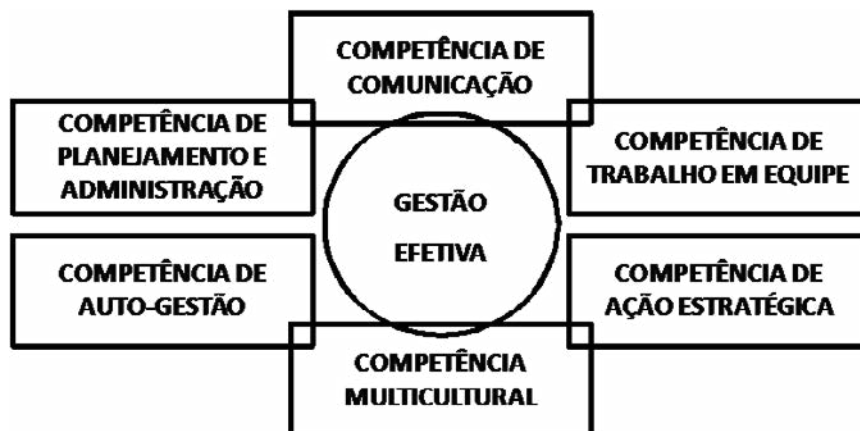 COMPETÊNCIA DE
COMUNICAÇÃO
COMPETÊNCIA DE
PLANEJAMENTO E
ADMINISTRAÇÃO
COMPETÊNCIA DE
TRABALHO EM EQUIPE
GESTÃO
EFETIVA
COMPETÊNCIA DE
AUTO-GESTÃO
COMPETÊNCIA DE
AÇÃO ESTRATÉGICA
COMPETÊNCIA
MULTICULTURAL